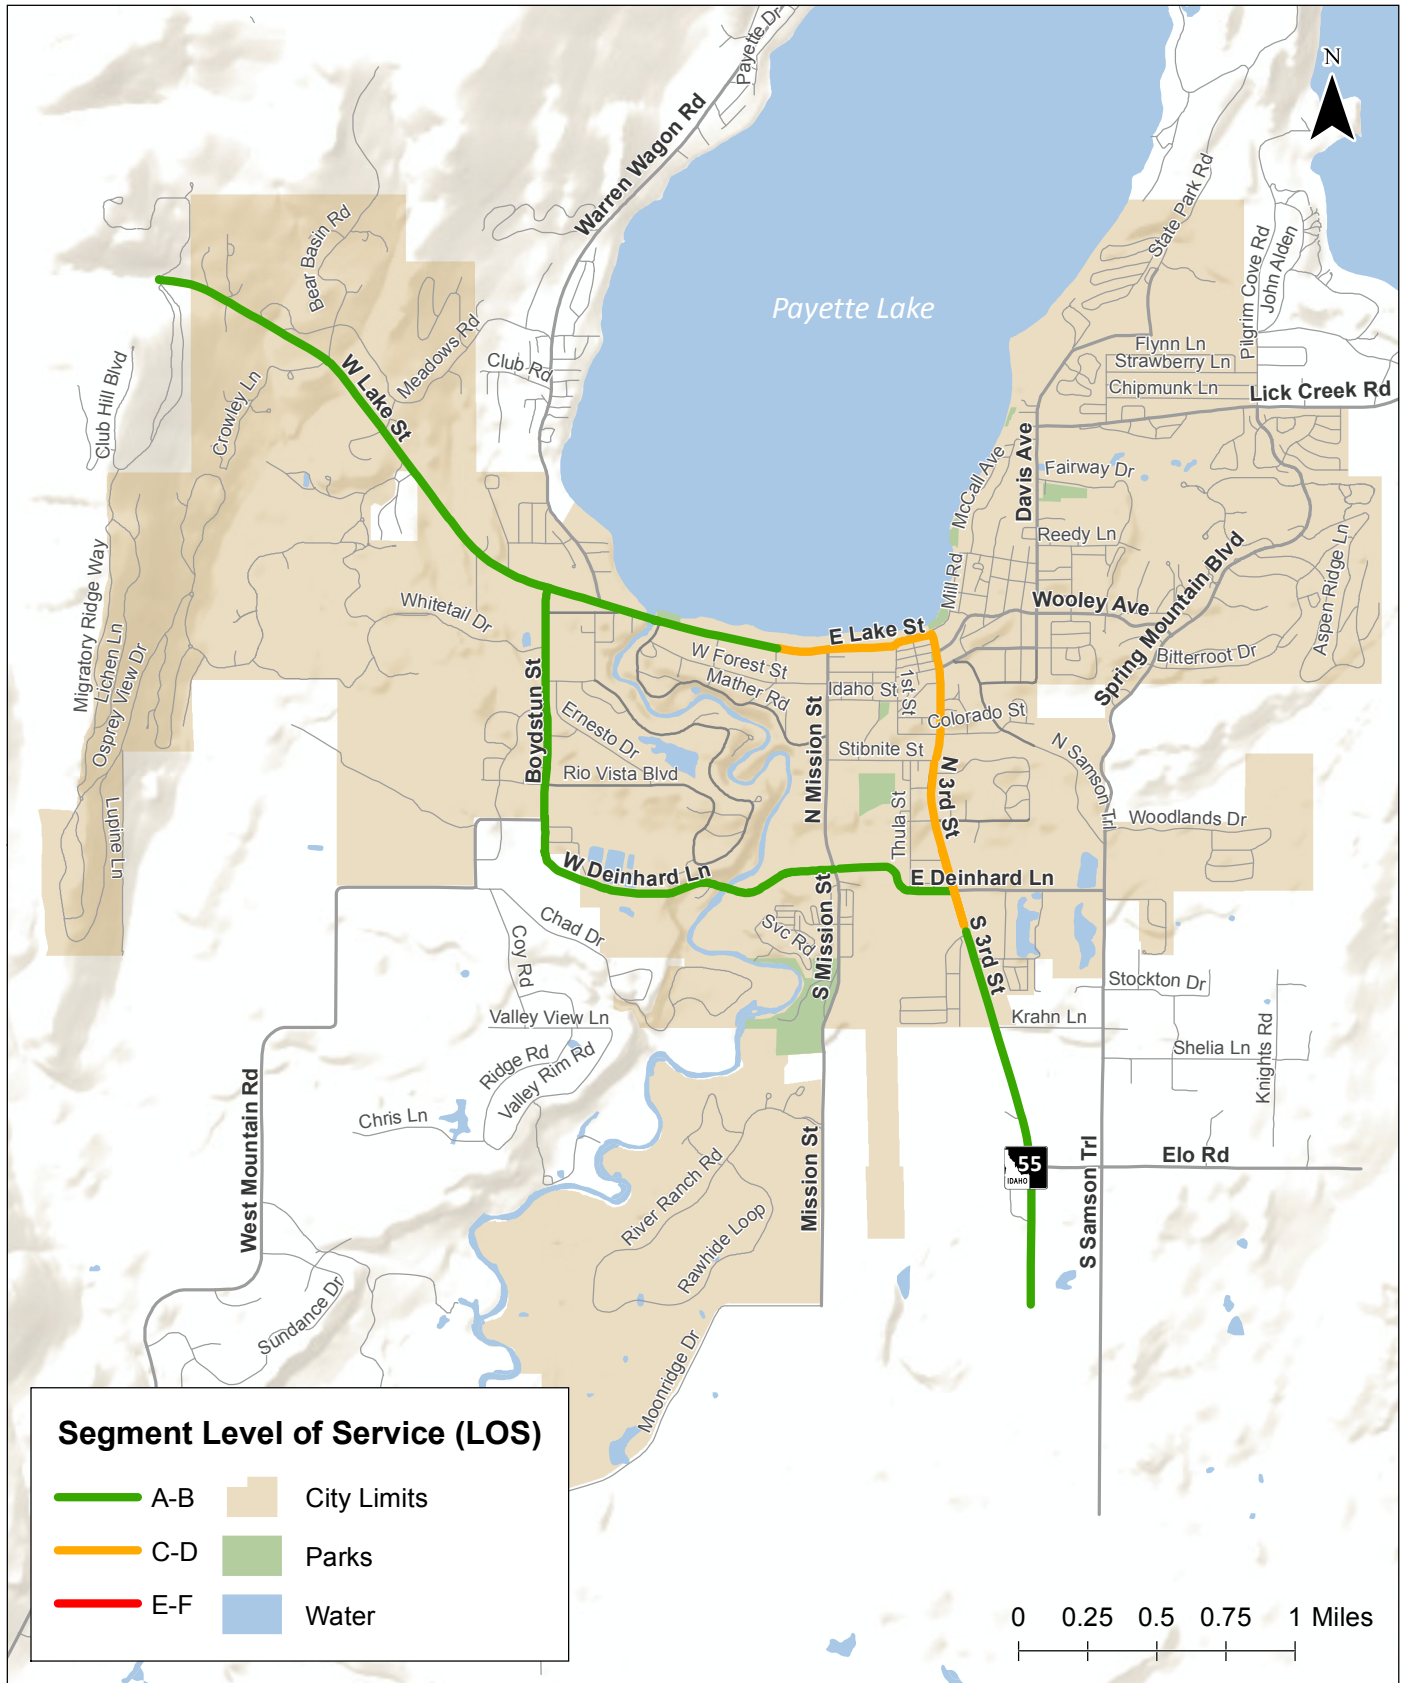 Payette Dr
N
Warren Wagon Rd
State Park Rd
Bear Basin Rd
Pilgrim Cove Rd
John Alden
Payette Lake
Meadows Rd
Flynn Ln
Strawberry Ln
Club Rd
W Lake St
Chipmunk Ln
Lick Creek Rd
Club Hill Blvd
Crowley Ln
Davis Ave
McCall Ave
Fairway Dr
Reedy Ln
Spring Mountain Blvd
Aspen Ridge Ln
Migratory Ridge Way
Lichen Ln
Osprey View Dr
Whitetail Dr
Mill Rd
Wooley Ave
E Lake St
Bitterroot Dr
W Forest St
Mather Rd
Idaho St
1st St
Colorado St
Boydstun St
Ernesto Dr
N Mission St
Stibnite St
N Samson Trl
Rio Vista Blvd
N 3rd St
Thula St
Lupine Ln
Woodlands Dr
W Deinhard Ln
E Deinhard Ln
Chad Dr
Svc Rd
S Mission St
S 3rd St
Coy Rd
Stockton Dr
Valley View Ln
Krahn Ln
Knights Rd
Shelia Ln
Ridge Rd
Valley Rim Rd
Chris Ln
West Mountain Rd
Mission St
River Ranch Rd
55
IDAHO
Elo Rd
S Samson Trl
Rawhide Loop
Sundance Dr
Moonridge Dr
Segment Level of Service (LOS)
A-B
City Limits
C-D
Parks
E-F
Water
0 0.25 0.5 0.75 1 Miles